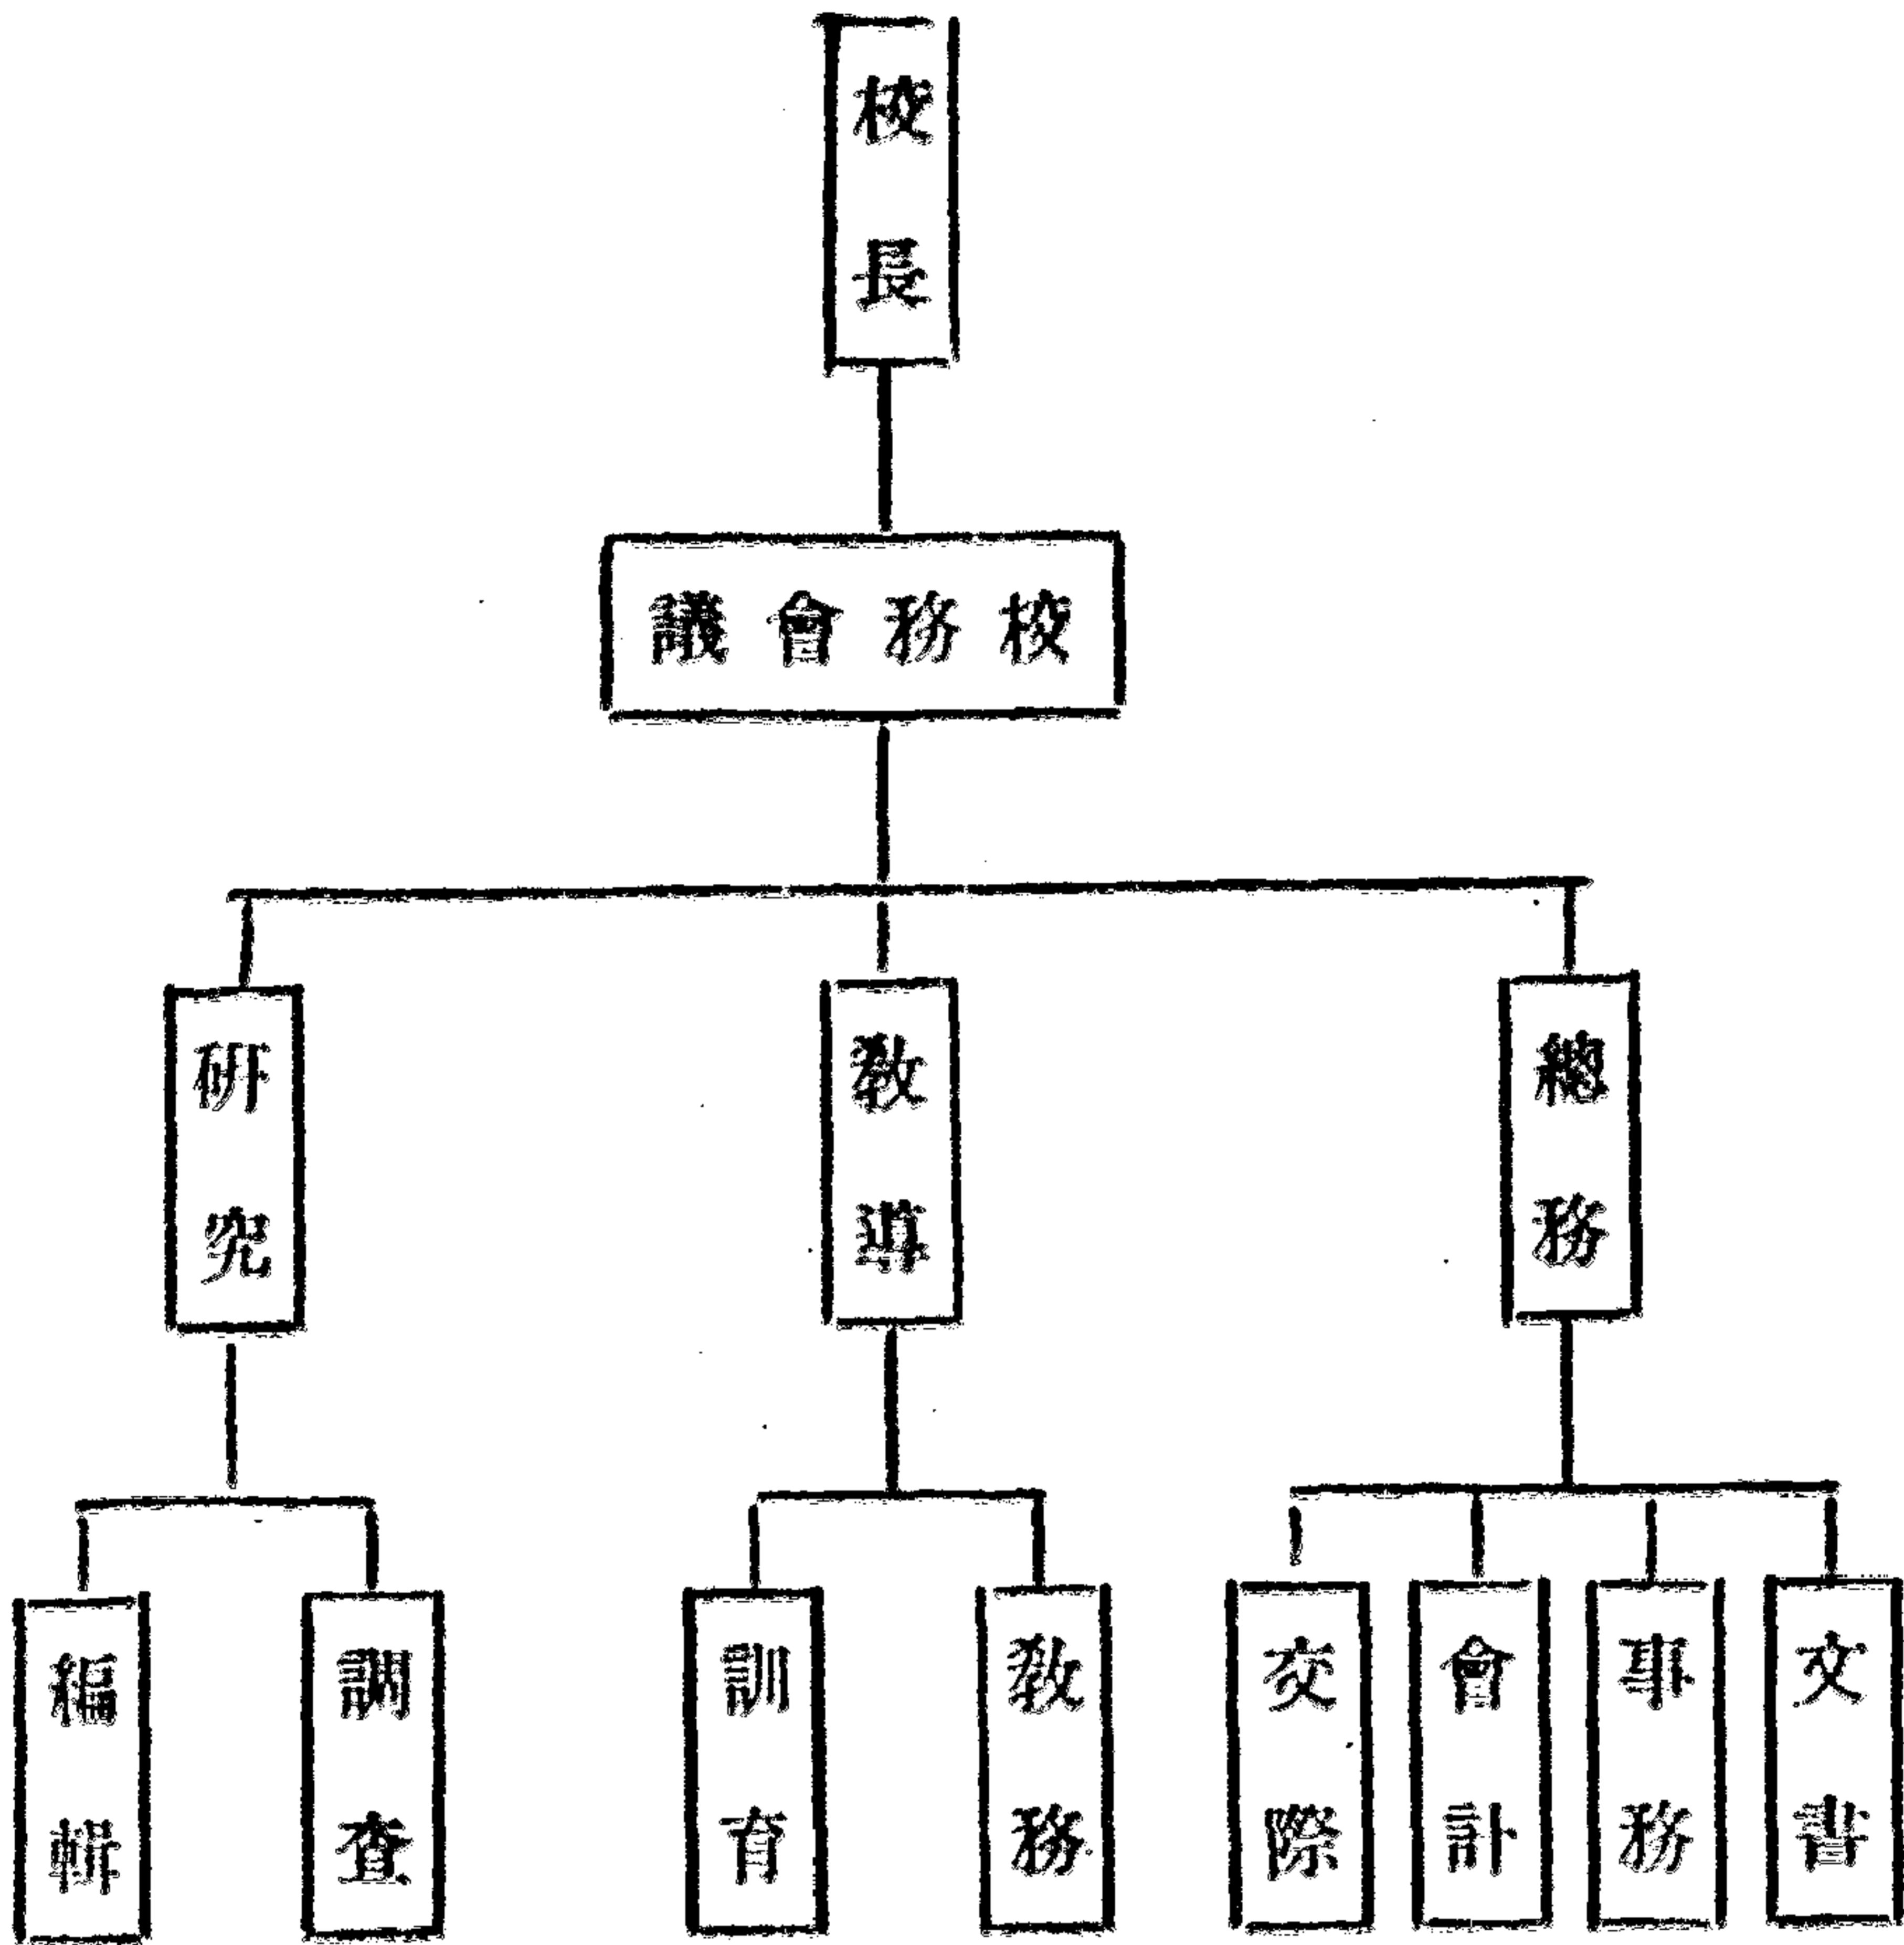 校長
校務會議
總務
教導
研究
文書
事務
會計
交際
教務
訓育
調查
編輯